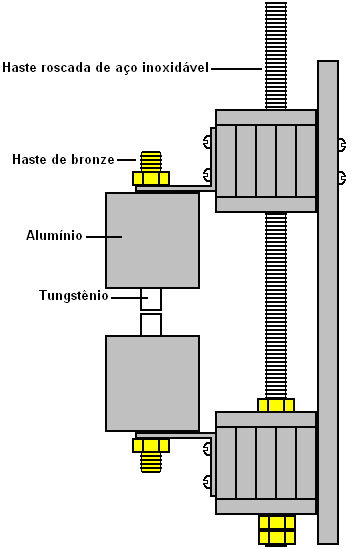 Haste roscada de aço inoxidável
Haste de bronze
Alumínio
Tungstênio